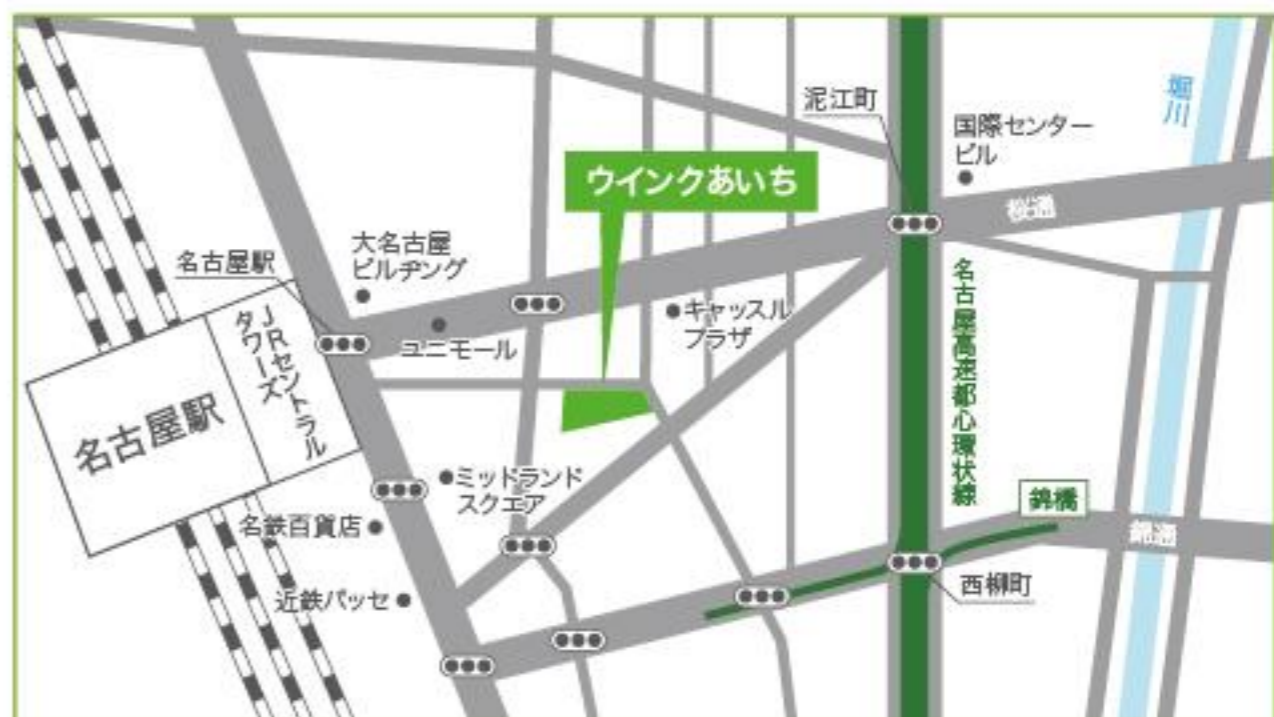 泥江町
堀川
国際センター
ビル
ウインクあいち
桜通
大名古屋
ビルヂング
名古屋駅
キャッスル
プラザ
ユニモール
JRセントラル
タワーズ
名古屋駅
名古屋高速都心環状線
ミッドランド
スクエア
錦橋
名鉄百貨店
錦通
西柳町
近鉄パッセ